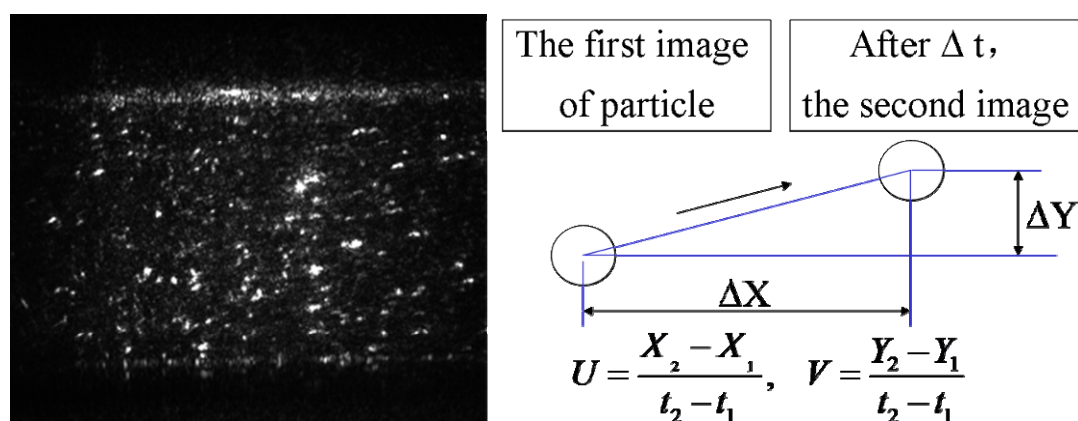 The first image
of particle
After Δ t,
the second image
ΔY
ΔX
U = (X₂ − X₁) / (t₂ − t₁), V = (Y₂ − Y₁) / (t₂ − t₁)